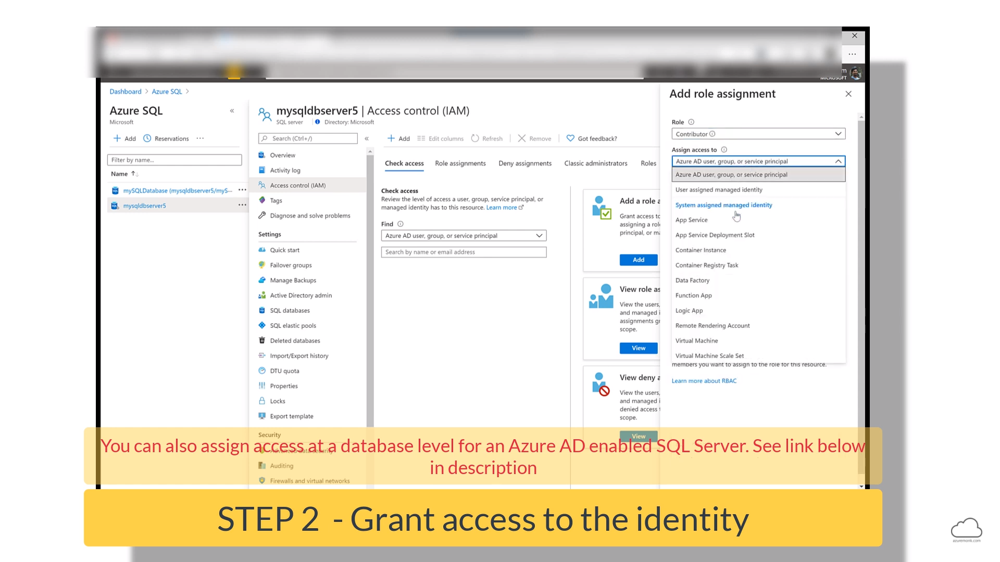 Dashboard > Azure SQL >
Azure SQL
Microsoft
Add Reservations ...
Filter by name...
Name
mySQLDatabase (mysqldbserver5/myS... ...
mysqldbserver5 ...
mysqldbserver5 | Access control (IAM)
SQL server Directory: Microsoft
Search (Ctrl+/)
Overview
Activity log
Access control (IAM)
Tags
Diagnose and solve problems
Settings
Quick start
Failover groups
Manage Backups
Active Directory admin
SQL databases
SQL elastic pools
Deleted databases
Import/Export history
DTU quota
Properties
Locks
Export template
Security
Advanced data security
Auditing
Firewalls and virtual networks
Add Edit columns Refresh Remove Got feedback?
Check access Role assignments Deny assignments Classic administrators Roles
Check access
Review the level of access a user, group, service principal, or
managed identity has to this resource. Learn more
Find
Azure AD user, group, or service principal
Search by name or email address
Add a role a
Grant access to
assigning a rol
principal, or m
Add
View role as
View the users,
and managed i
assignments g
scope.
View
View deny a
View the users,
and managed i
denied access t
scope.
View
MICROSOFT
Add role assignment
Role
Contributor
Assign access to
Azure AD user, group, or service principal
Azure AD user, group, or service principal
User assigned managed identity
System assigned managed identity
App Service
App Service Deployment Slot
Container Instance
Container Registry Task
Data Factory
Function App
Logic App
Remote Rendering Account
Virtual Machine
Virtual Machine Scale Set
members you want to assign to the role for this resource.
Learn more about RBAC
You can also assign access at a database level for an Azure AD enabled SQL Server. See link below
in description
STEP 2 - Grant access to the identity
azuremonk.com